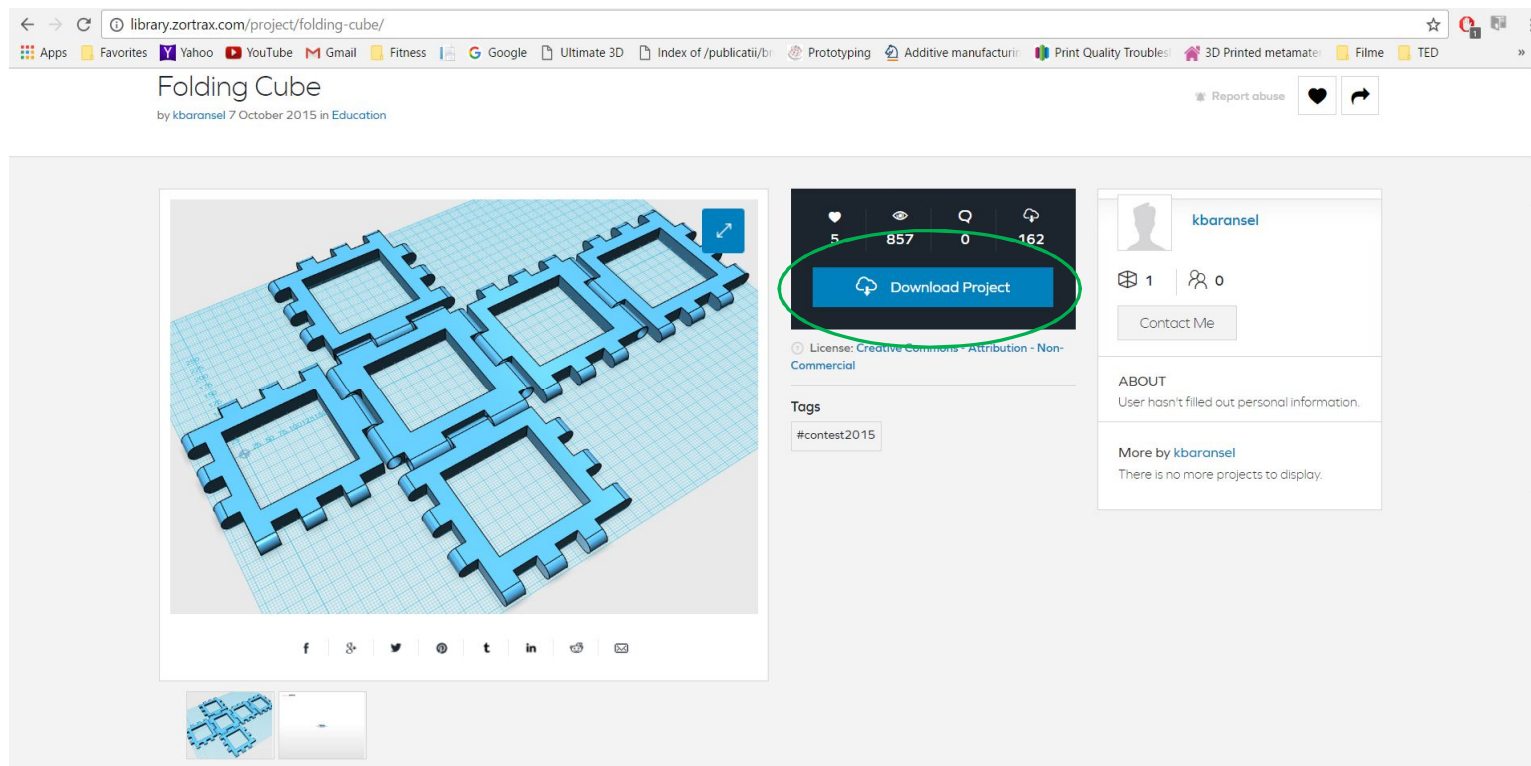 library.zortrax.com/project/folding-cube/
Apps Favorites Yahoo YouTube Gmail Fitness Google Ultimate 3D Index of /publicatii/br Prototyping Additive manufacturin Print Quality Troubles 3D Printed metamater Filme TED »
Folding Cube
by kbaransel 7 October 2015 in Education
Report abuse
5 857 0 162
Download Project
License: Creative Commons - Attribution - Non-
Commercial
Tags
#contest2015
kbaransel
1 0
Contact Me
ABOUT
User hasn't filled out personal information.
More by kbaransel
There is no more projects to display.